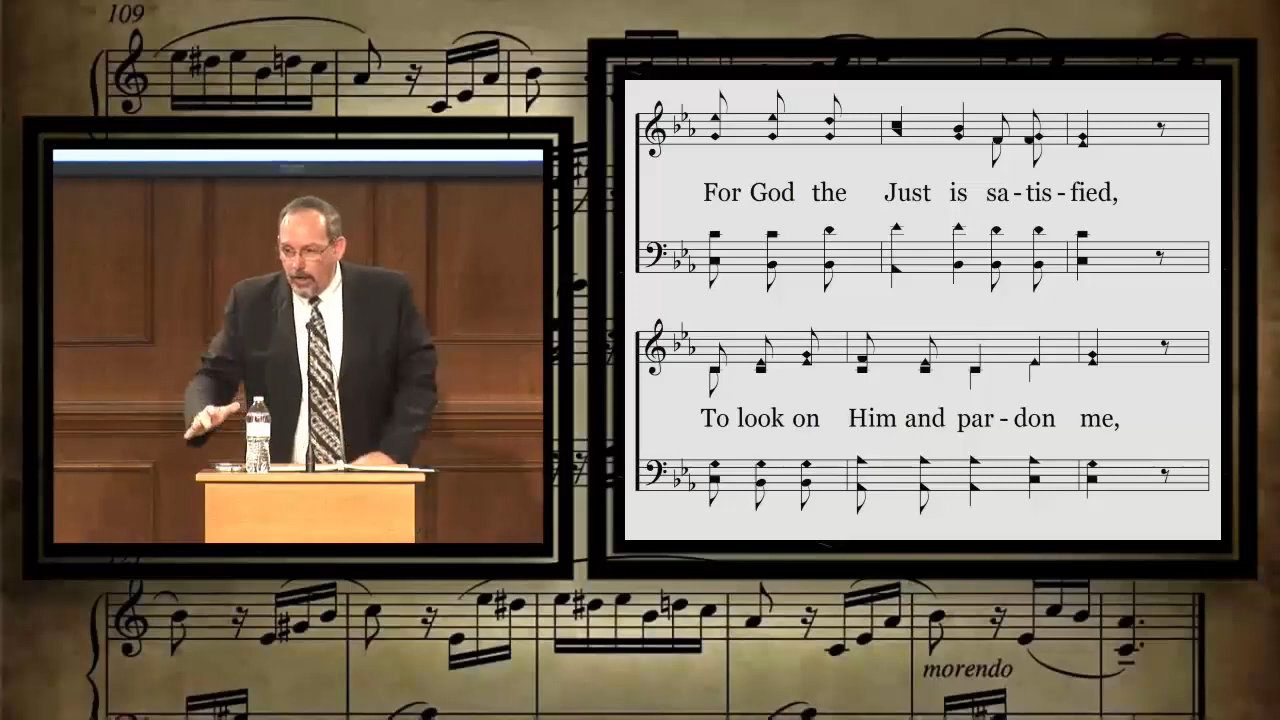 109
For God the Just is sa-tis-fied,
To look on Him and par-don me,
morendo